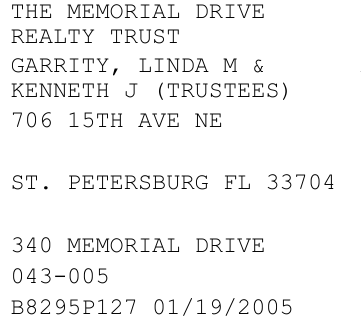 THE MEMORIAL DRIVE
REALTY TRUST
GARRITY, LINDA M &
KENNETH J (TRUSTEES)
706 15TH AVE NE
ST. PETERSBURG FL 33704
340 MEMORIAL DRIVE
043-005
B8295P127 01/19/2005